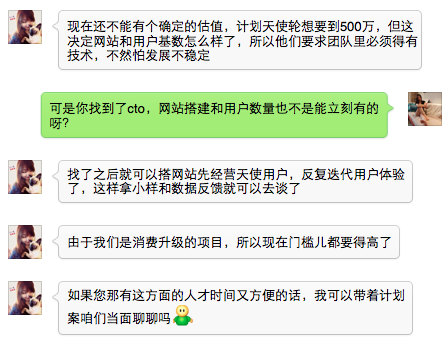 现在还不能有个确定的估值，计划天使轮想要到500万，但这
决定网站和用户基数怎么样了，所以他们要求团队里必须得有
技术，不然怕发展不稳定
可是你找到了cto，网站搭建和用户数量也不是能立刻有的
呀?
找了之后就可以搭网站先经营天使用户，反复迭代用户体验
了，这样拿小样和数据反馈就可以去谈了
由于我们是消费升级的项目，所以现在门槛儿都要得高了
如果您那有这方面的人才时间又方便的话，我可以带着计划
案咱们当面聊聊吗